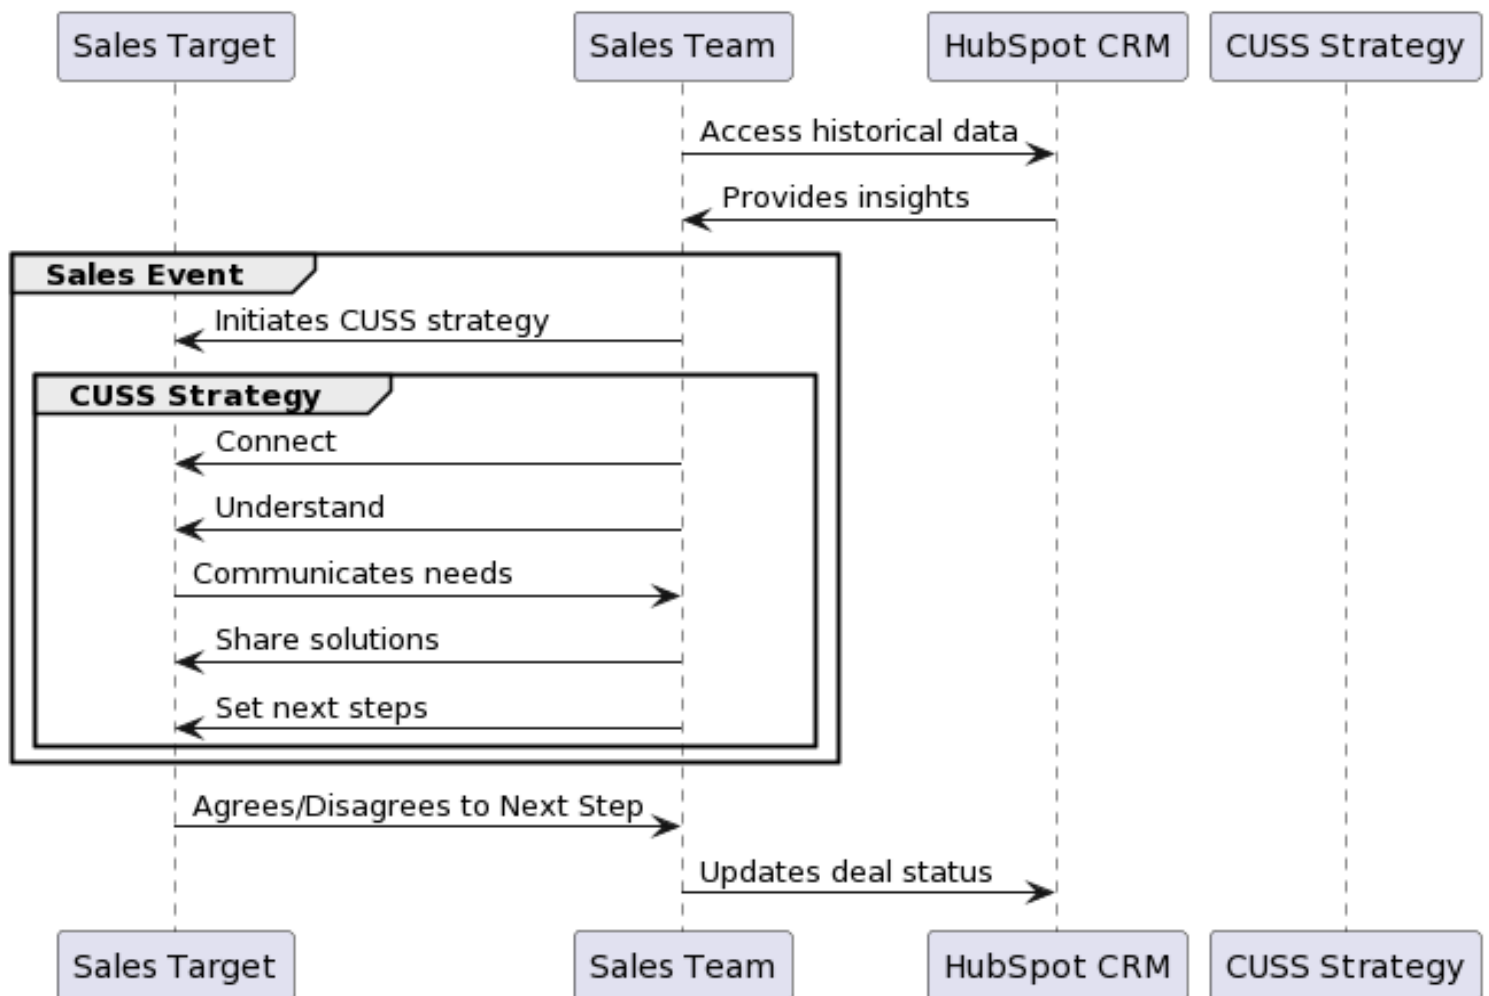 Sales Target
Sales Team
HubSpot CRM
CUSS Strategy
Access historical data
Provides insights
Sales Event
Initiates CUSS strategy
CUSS Strategy
Connect
Understand
Communicates needs
Share solutions
Set next steps
Agrees/Disagrees to Next Step
Updates deal status
Sales Target
Sales Team
HubSpot CRM
CUSS Strategy